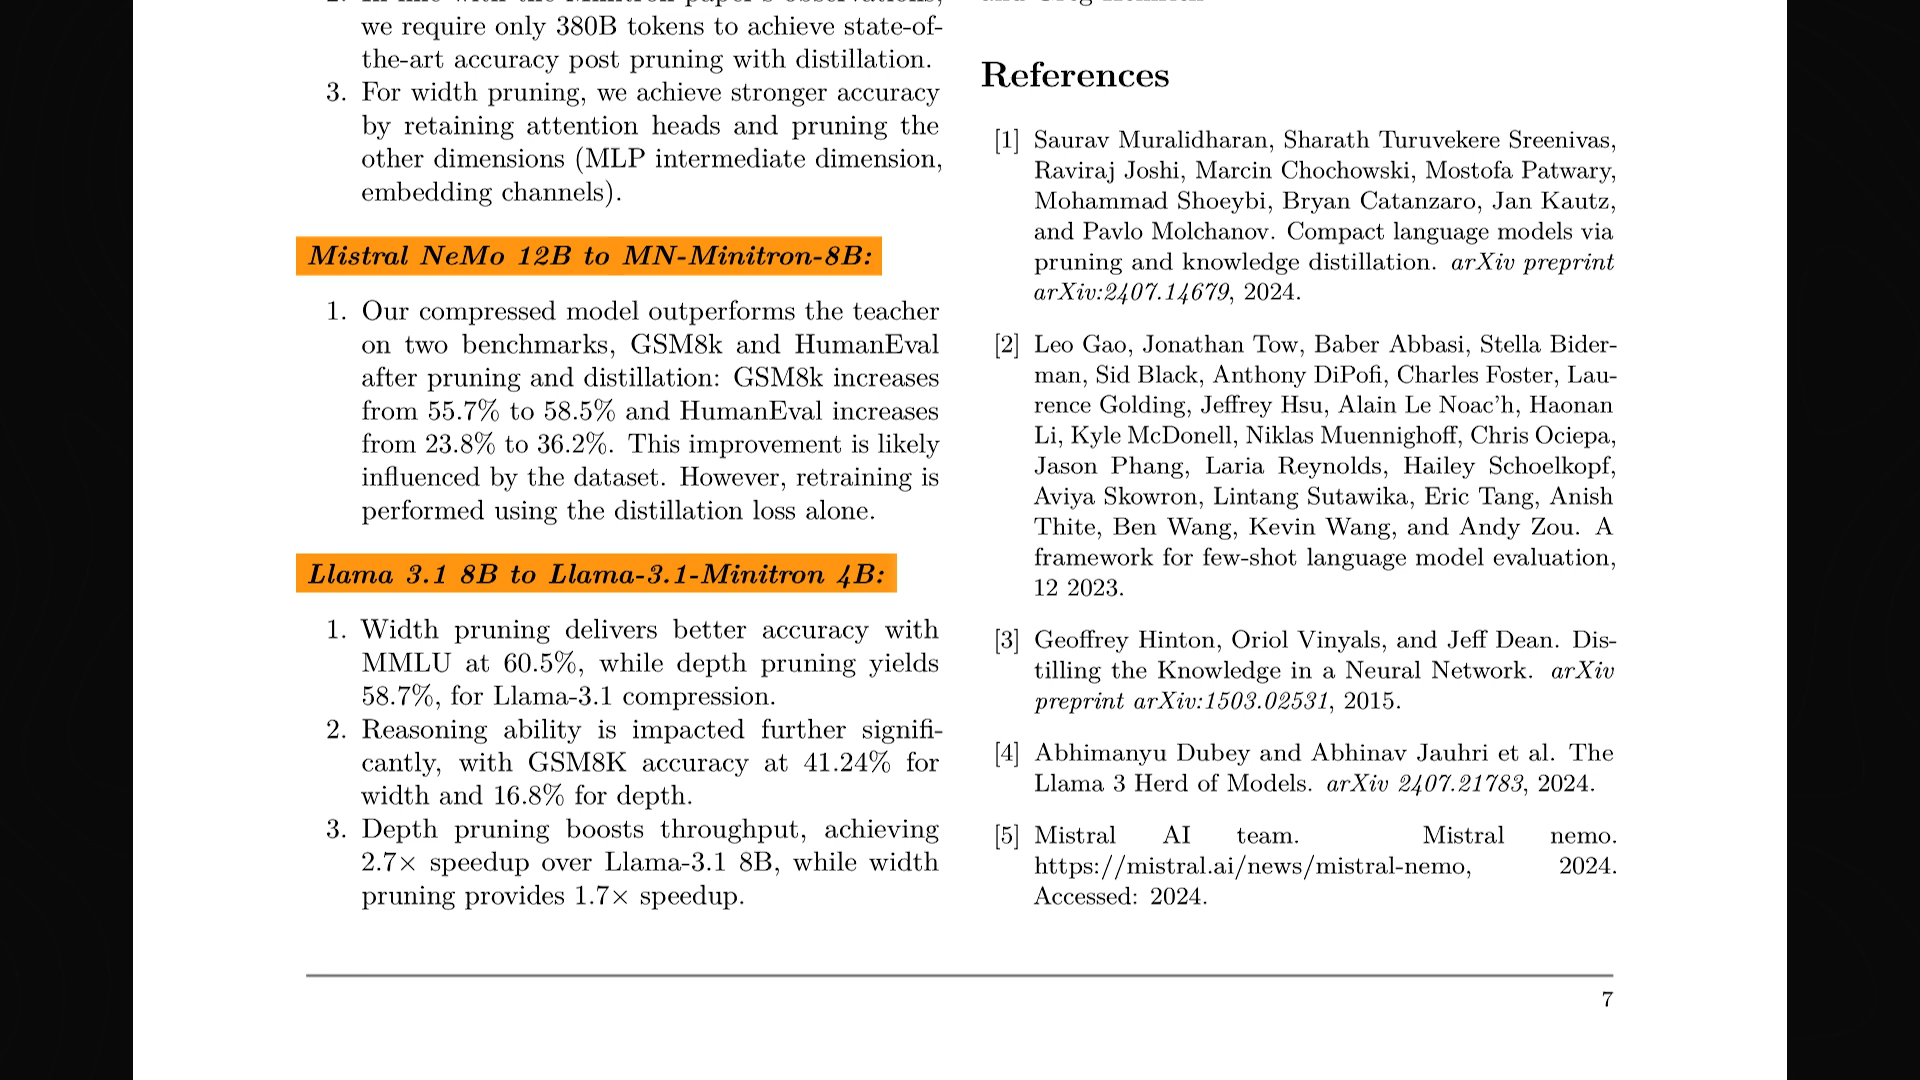 we require only 380B tokens to achieve state-of-
the-art accuracy post pruning with distillation.
3. For width pruning, we achieve stronger accuracy
by retaining attention heads and pruning the
other dimensions (MLP intermediate dimension,
embedding channels).
Mistral NeMo 12B to MN-Minitron-8B:
1. Our compressed model outperforms the teacher
on two benchmarks, GSM8k and HumanEval
after pruning and distillation: GSM8k increases
from 55.7% to 58.5% and HumanEval increases
from 23.8% to 36.2%. This improvement is likely
influenced by the dataset. However, retraining is
performed using the distillation loss alone.
Llama 3.1 8B to Llama-3.1-Minitron 4B:
1. Width pruning delivers better accuracy with
MMLU at 60.5%, while depth pruning yields
58.7%, for Llama-3.1 compression.
2. Reasoning ability is impacted further signifi-
cantly, with GSM8K accuracy at 41.24% for
width and 16.8% for depth.
3. Depth pruning boosts throughput, achieving
2.7× speedup over Llama-3.1 8B, while width
pruning provides 1.7× speedup.
References
[1] Saurav Muralidharan, Sharath Turuvekere Sreenivas,
Raviraj Joshi, Marcin Chochowski, Mostofa Patwary,
Mohammad Shoeybi, Bryan Catanzaro, Jan Kautz,
and Pavlo Molchanov. Compact language models via
pruning and knowledge distillation. arXiv preprint
arXiv:2407.14679, 2024.
[2] Leo Gao, Jonathan Tow, Baber Abbasi, Stella Bider-
man, Sid Black, Anthony DiPofi, Charles Foster, Lau-
rence Golding, Jeffrey Hsu, Alain Le Noac'h, Haonan
Li, Kyle McDonell, Niklas Muennighoff, Chris Ociepa,
Jason Phang, Laria Reynolds, Hailey Schoelkopf,
Aviya Skowron, Lintang Sutawika, Eric Tang, Anish
Thite, Ben Wang, Kevin Wang, and Andy Zou. A
framework for few-shot language model evaluation,
12 2023.
[3] Geoffrey Hinton, Oriol Vinyals, and Jeff Dean. Dis-
tilling the Knowledge in a Neural Network. arXiv
preprint arXiv:1503.02531, 2015.
[4] Abhimanyu Dubey and Abhinav Jauhri et al. The
Llama 3 Herd of Models. arXiv 2407.21783, 2024.
[5] Mistral AI team. Mistral nemo.
https://mistral.ai/news/mistral-nemo, 2024.
Accessed: 2024.
7